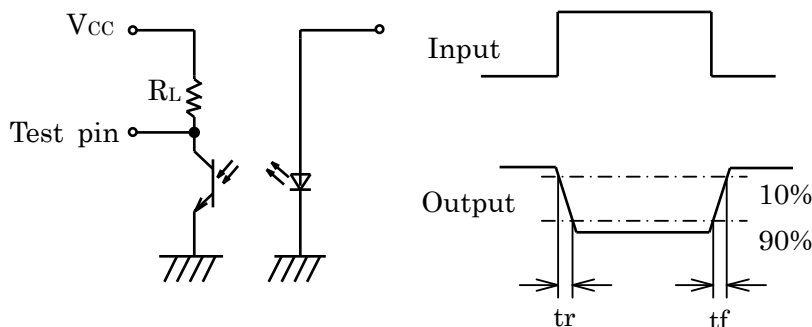 VCC
RL
Test pin
Input
Output
10%
90%
tr
tf